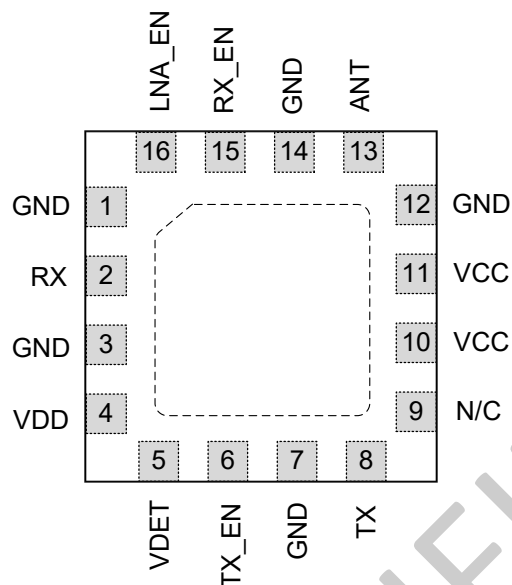 LNA_EN
RX_EN
GND
ANT
16
15
14
13
GND 1
12 GND
RX 2
11 VCC
GND 3
10 VCC
VDD 4
9 N/C
5
6
7
8
VDET
TX_EN
GND
TX